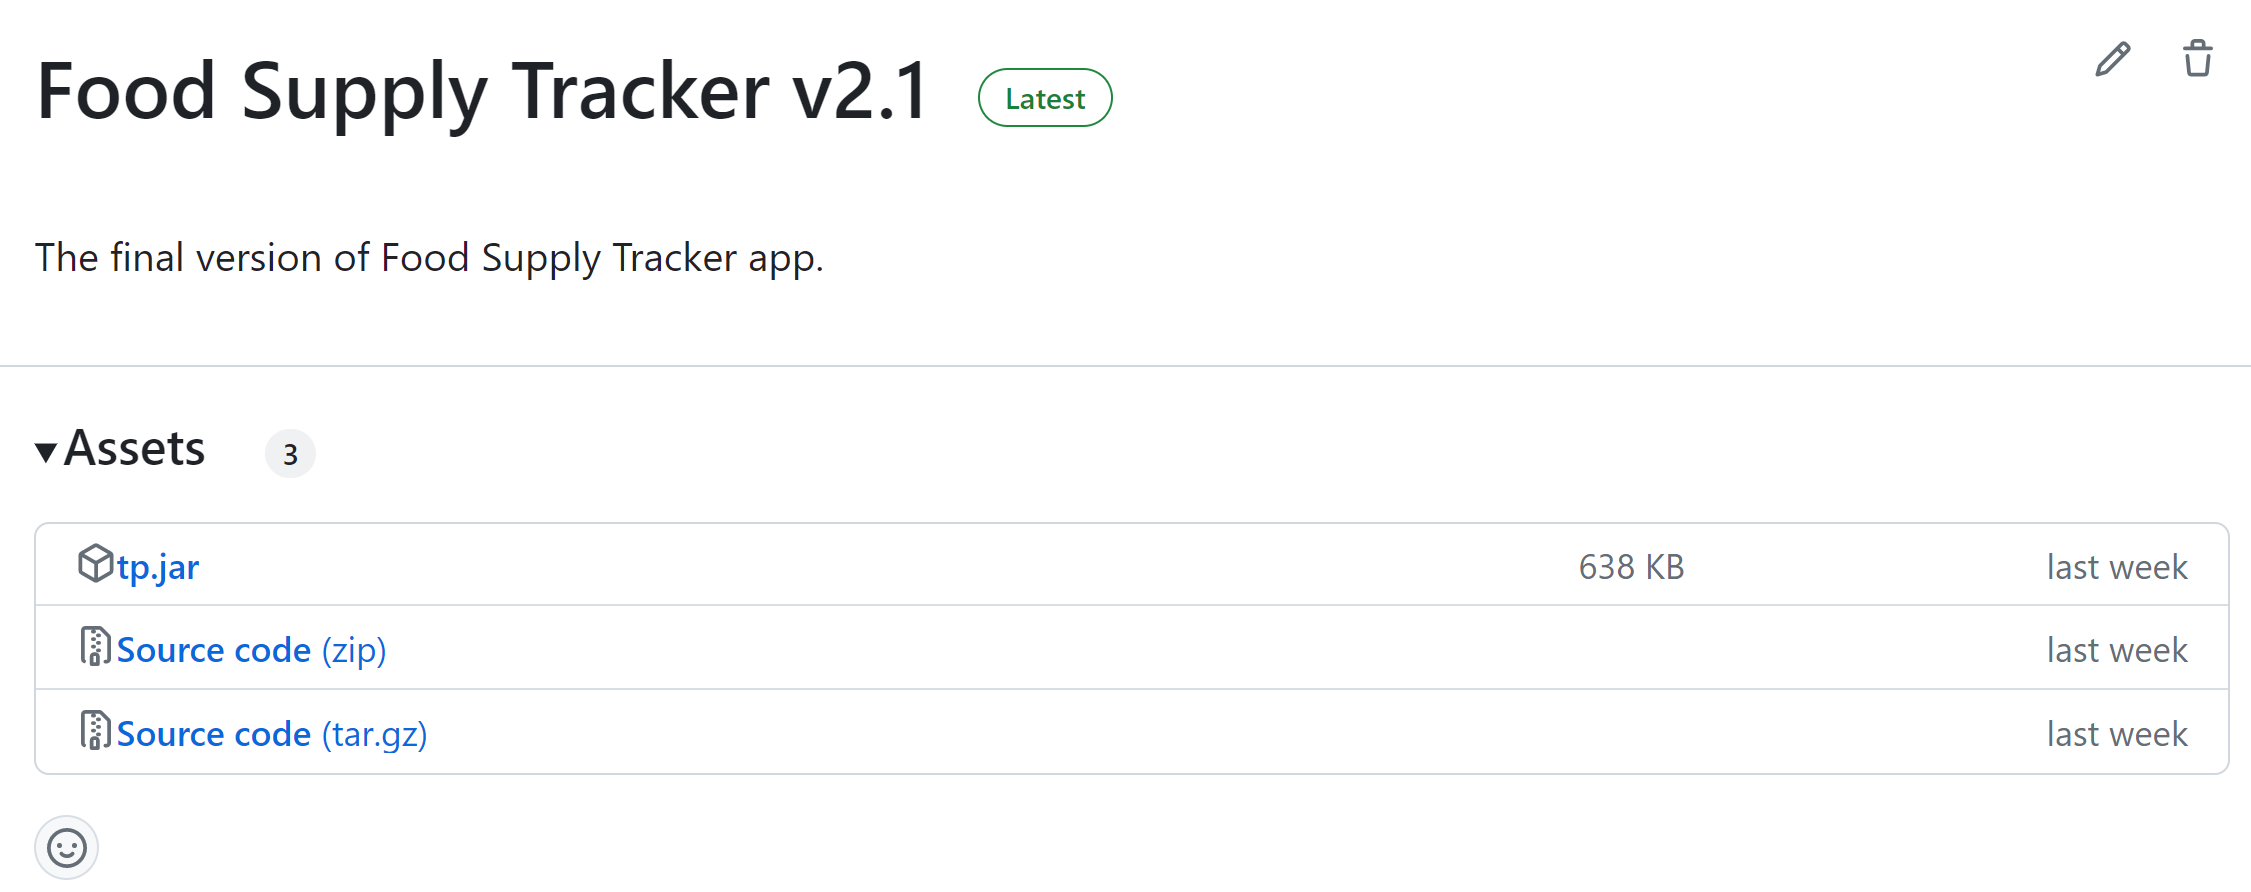 Food Supply Tracker v2.1 Latest
The final version of Food Supply Tracker app.
Assets 3
tp.jar 638 KB last week
Source code (zip) last week
Source code (tar.gz) last week